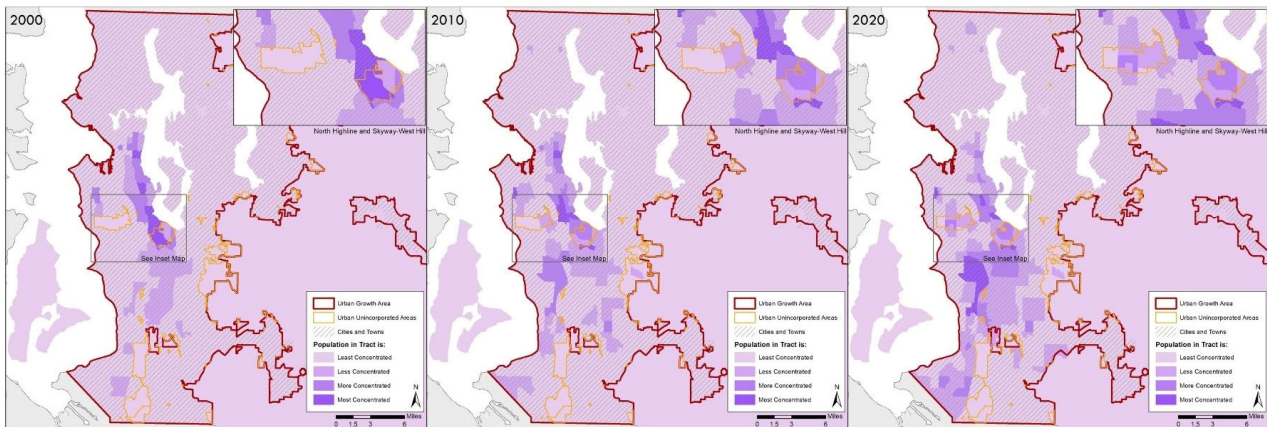 2000
North Highline and Skyway-West Hill
See Inset Map
Urban Growth Area
Urban Unincorporated Areas
Cities and Towns
Population in Tract is:
Least Concentrated
Less Concentrated
More Concentrated
Most Concentrated
N
Miles
0 1.5 3 6
2010
North Highline and Skyway-West Hill
See Inset Map
Urban Growth Area
Urban Unincorporated Areas
Cities and Towns
Population in Tract is:
Least Concentrated
Less Concentrated
More Concentrated
Most Concentrated
N
Miles
0 1.5 3 6
2020
North Highline and Skyway-West Hill
See Inset Map
Urban Growth Area
Urban Unincorporated Areas
Cities and Towns
Population in Tract is:
Least Concentrated
Less Concentrated
More Concentrated
Most Concentrated
N
Miles
0 1.5 3 6